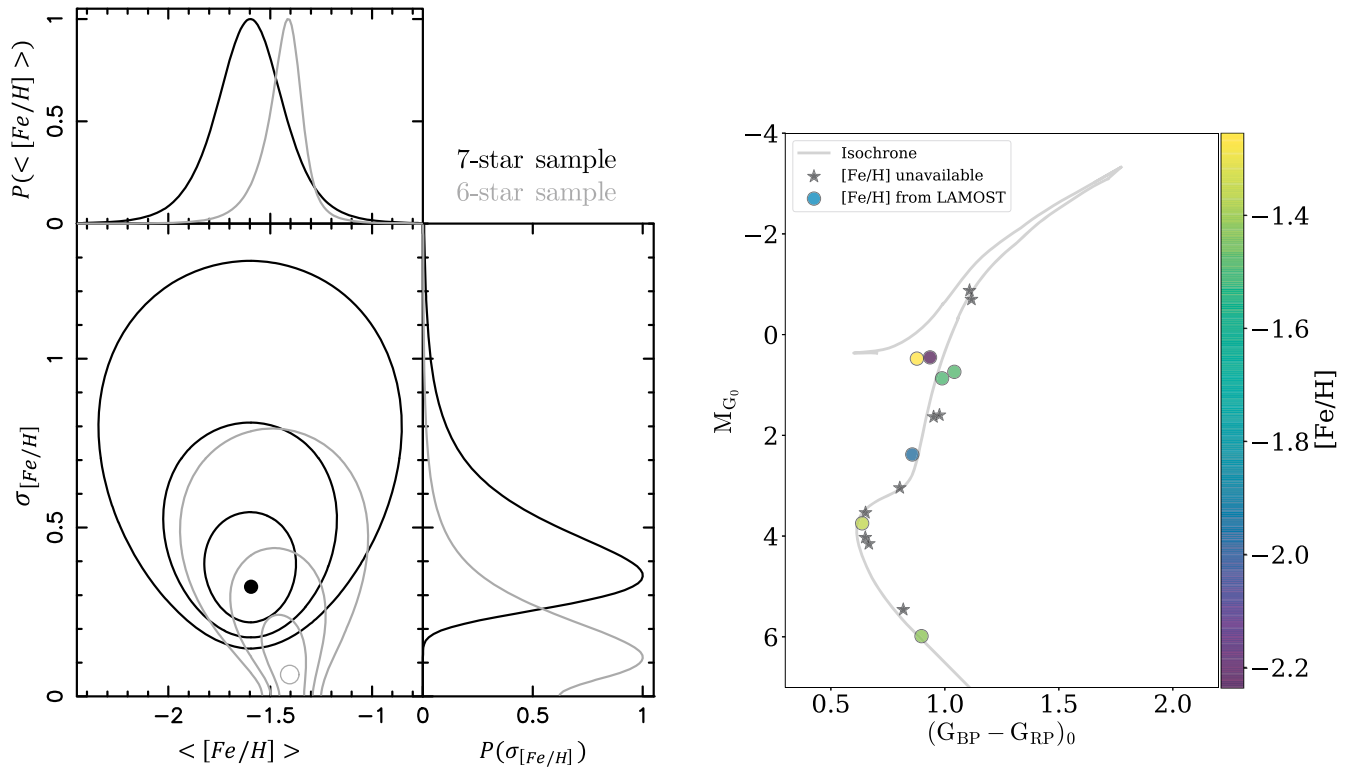 P(< [Fe/H] >)
1
0.5
0
7-star sample
6-star sample
σ[Fe/H]
1
0.5
0
−2
−1.5
−1
< [Fe/H] >
0
0.5
1
P(σ[Fe/H])
Isochrone
[Fe/H] unavailable
[Fe/H] from LAMOST
M_G₀
−4
−2
0
2
4
6
0.5
1.0
1.5
2.0
(G_BP − G_RP)₀
−1.4
−1.6
−1.8
−2.0
−2.2
[Fe/H]